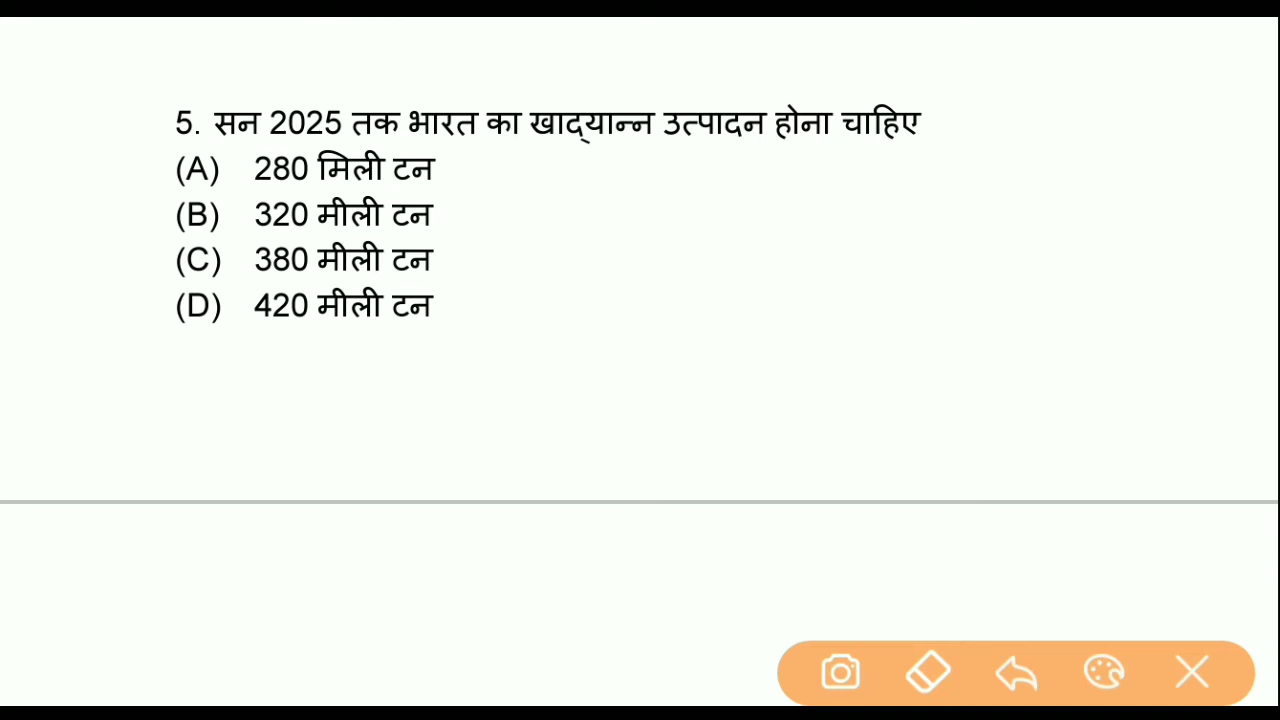 5. सन 2025 तक भारत का खाद्यान्न उत्पादन होना चाहिए
(A) 280 मिली टन
(B) 320 मीली टन
(C) 380 मीली टन
(D) 420 मीली टन